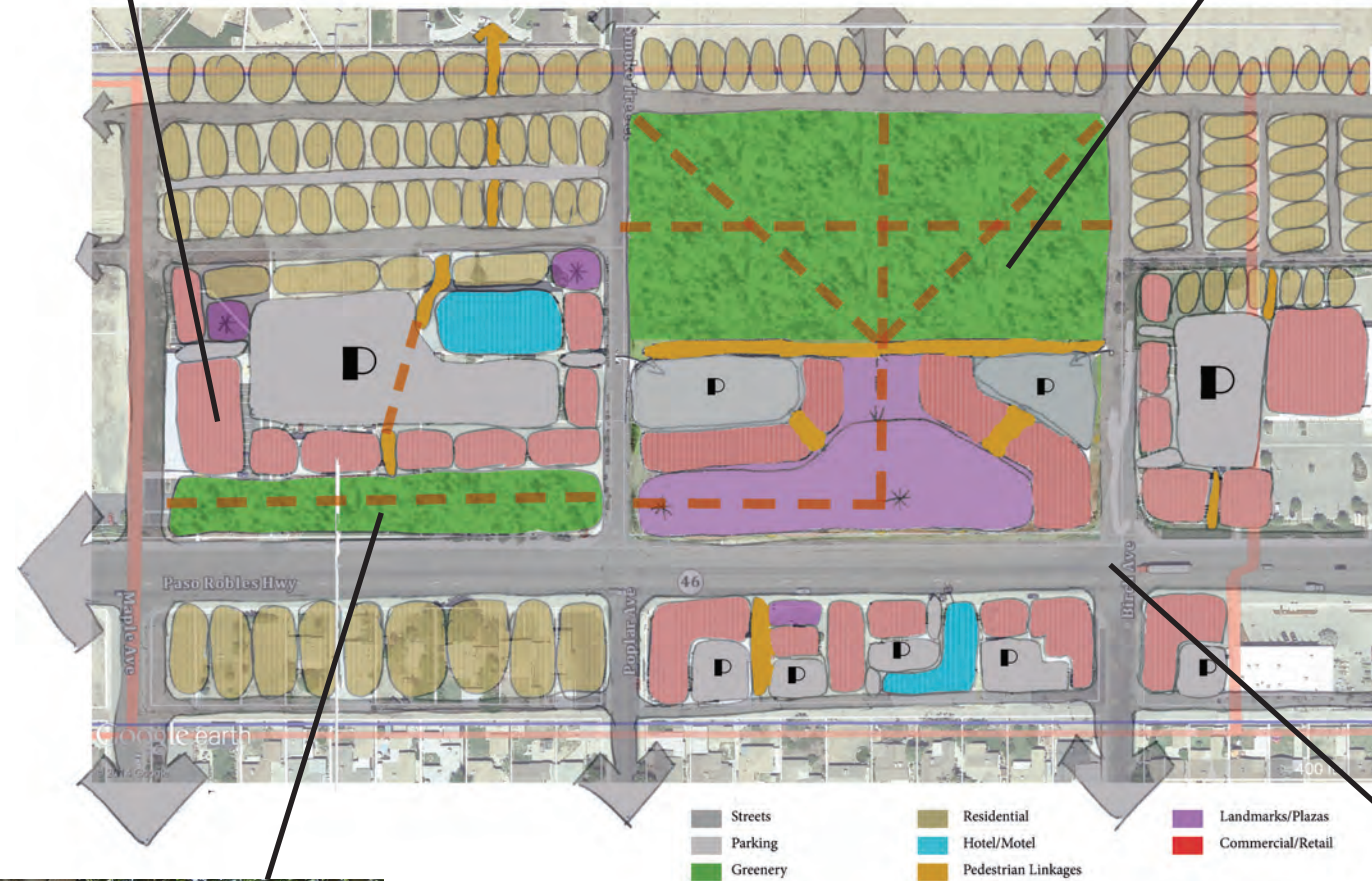 Poplar Ave
P
P
P
P
Paso Robles Hwy
46
Maple Ave
Poplar Ave
P
P
P
P
P
Google earth
Streets
Residential
Landmarks/Plazas
Parking
Hotel/Motel
Commercial/Retail
Greenery
Pedestrian Linkages